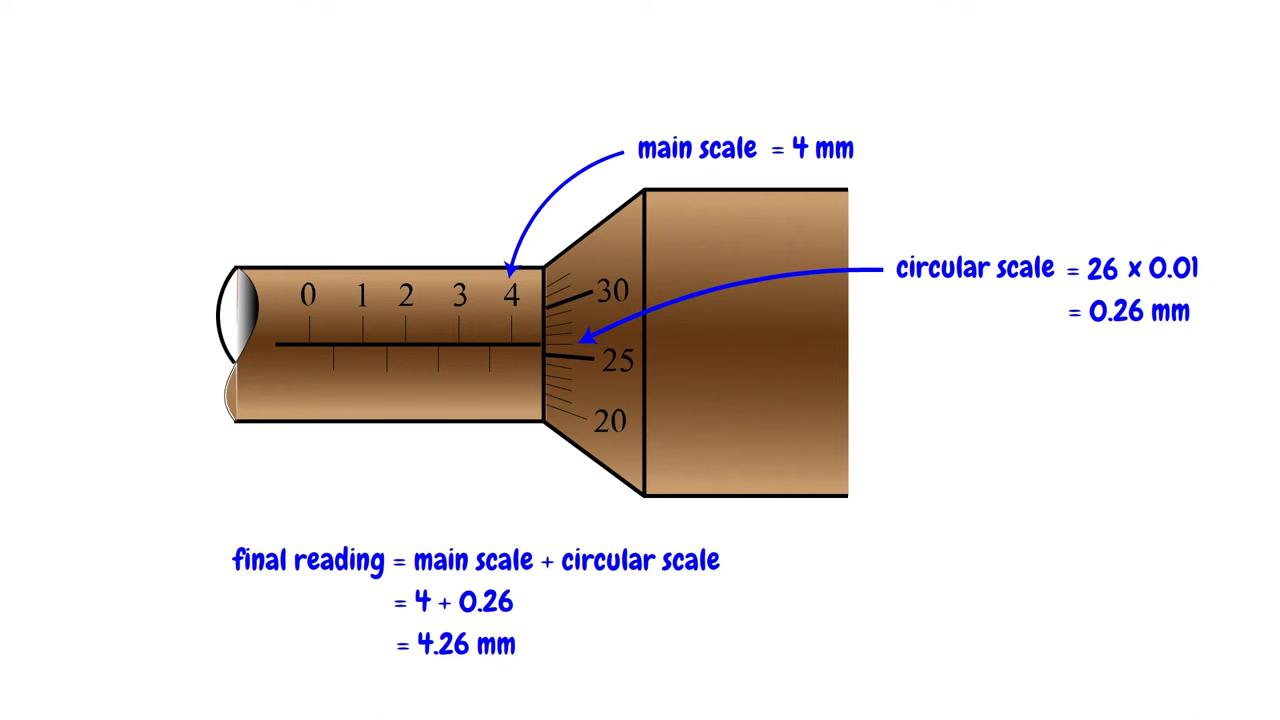 main scale = 4 mm
circular scale = 26 x 0.01
= 0.26 mm
0 1 2 3 4
30
25
20
final reading = main scale + circular scale
= 4 + 0.26
= 4.26 mm